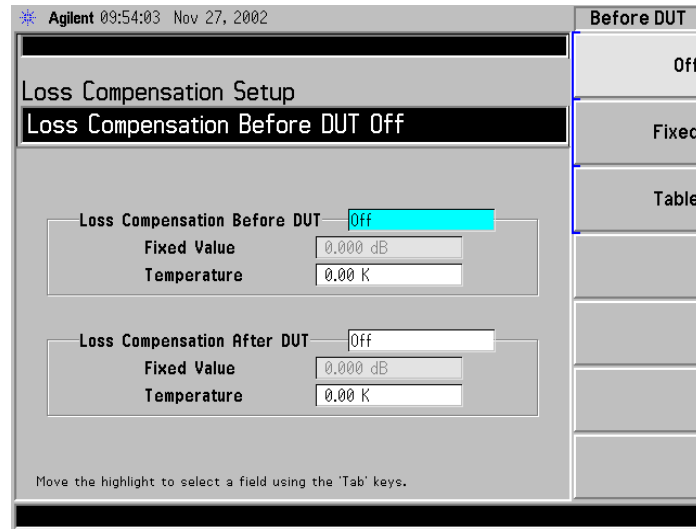 Agilent 09:54:03 Nov 27, 2002
Before DUT
Loss Compensation Setup
Loss Compensation Before DUT Off
Off
Fixed
Table
Loss Compensation Before DUT Off
Fixed Value 0.000 dB
Temperature 0.00 K
Loss Compensation After DUT Off
Fixed Value 0.000 dB
Temperature 0.00 K
Move the highlight to select a field using the 'Tab' keys.